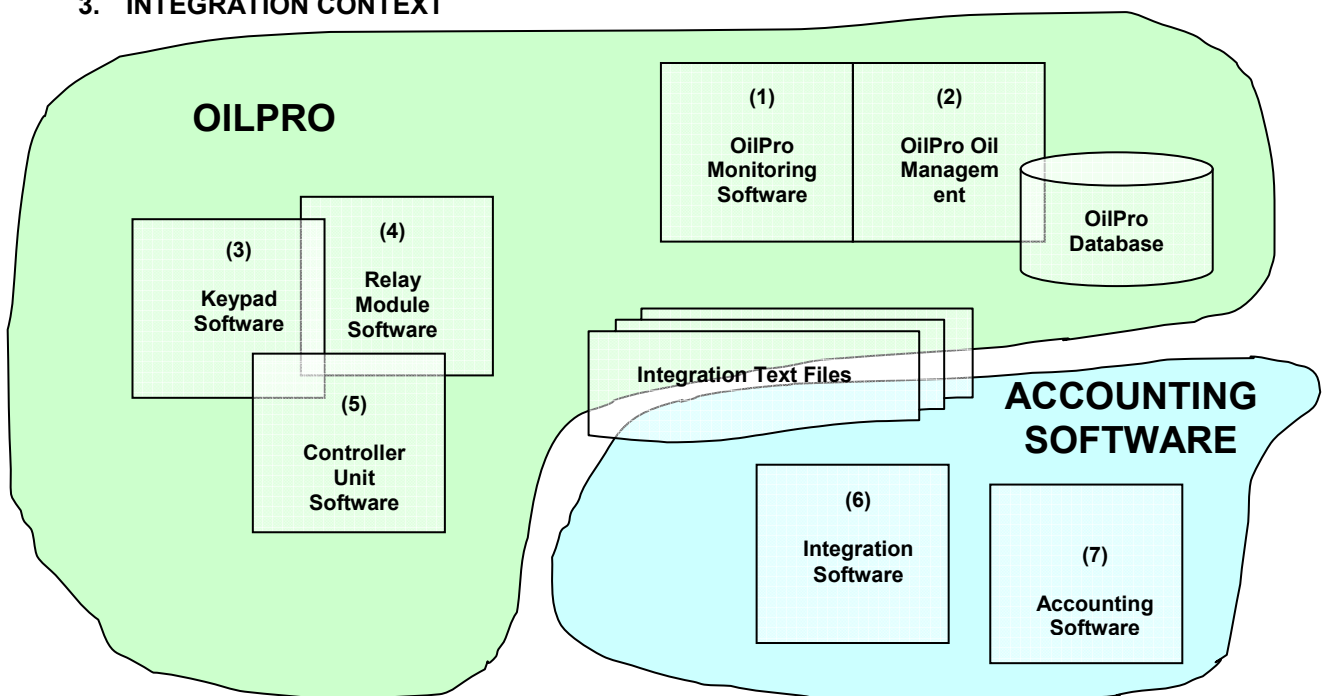 3. INTEGRATION CONTEXT
OILPRO
(1)
OilPro
Monitoring
Software
(2)
OilPro Oil
Managem
ent
OilPro
Database
(3)
Keypad
Software
(4)
Relay
Module
Software
(5)
Controller
Unit
Software
Integration Text Files
ACCOUNTING
SOFTWARE
(6)
Integration
Software
(7)
Accounting
Software